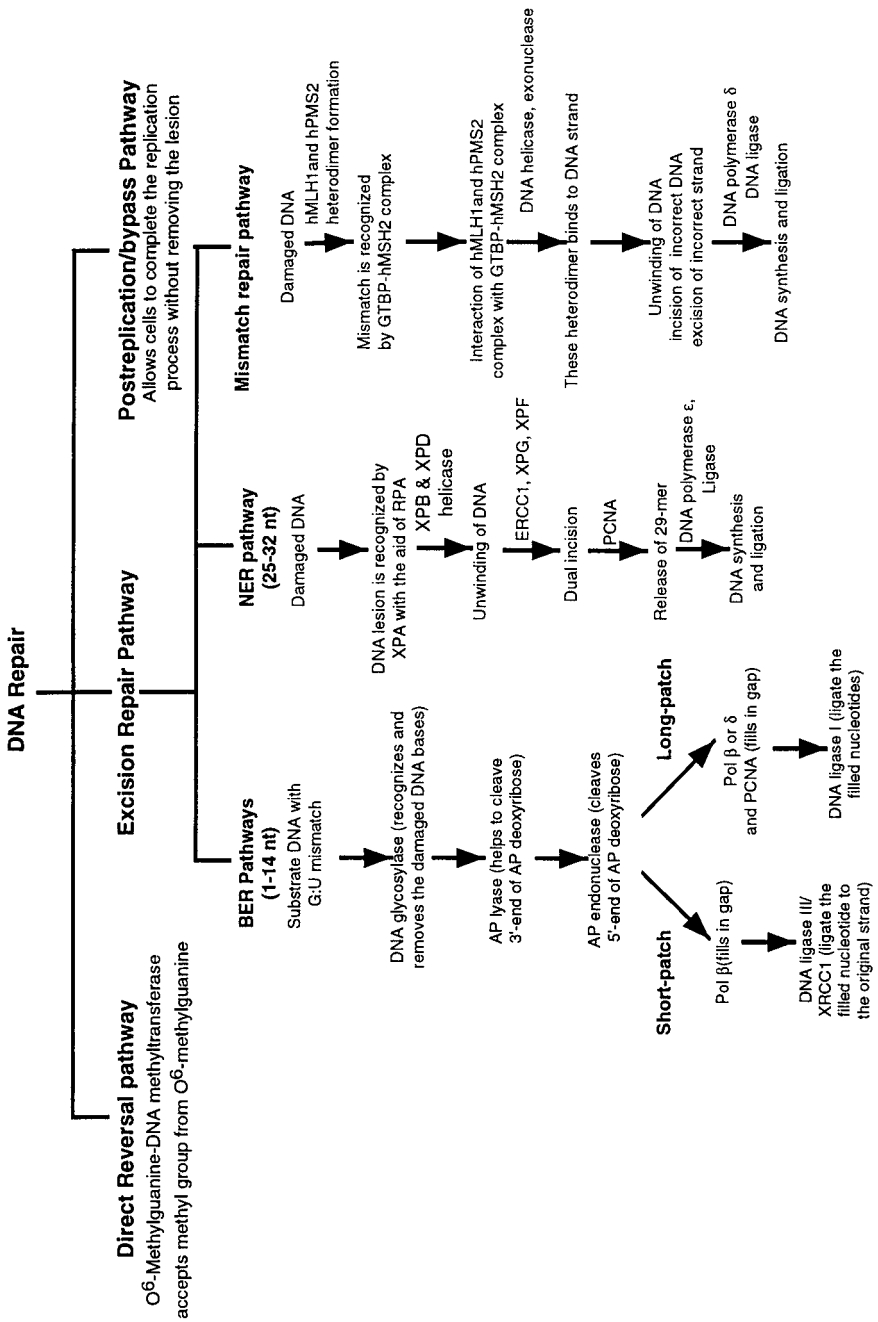 DNA Repair
Direct Reversal pathway
O⁶-Methylguanine-DNA methyltransferase
accepts methyl group from O⁶-methylguanine
Excision Repair Pathway
Postreplication/bypass Pathway
Allows cells to complete the replication
process without removing the lesion
BER Pathways
(1-14 nt)
Substrate DNA with
G:U mismatch
DNA glycosylase (recognizes and
removes the damaged DNA bases)
AP lyase (helps to cleave
3'-end of AP deoxyribose)
AP endonuclease (cleaves
5'-end of AP deoxyribose)
Short-patch
Pol β(fills in gap)
DNA ligase III/
XRCC1 (ligate the
filled nucleotide to
the original strand)
Long-patch
Pol β or δ
and PCNA (fills in gap)
DNA ligase I (ligate the
filled nucleotides)
NER pathway
(25-32 nt)
Damaged DNA
DNA lesion is recognized by
XPA with the aid of RPA
XPB & XPD
helicase
Unwinding of DNA
ERCC1, XPG, XPF
Dual incision
PCNA
Release of 29-mer
DNA polymerase ε,
Ligase
DNA synthesis
and ligation
Mismatch repair pathway
Damaged DNA
hMLH1and hPMS2
heterodimer formation
Mismatch is recognized
by GTBP-hMSH2 complex
Interaction of hMLH1and hPMS2
complex with GTBP-hMSH2 complex
DNA helicase, exonuclease
These heterodimer binds to DNA strand
Unwinding of DNA
incision of incorrect DNA
excision of incorrect strand
DNA polymerase δ
DNA ligase
DNA synthesis and ligation